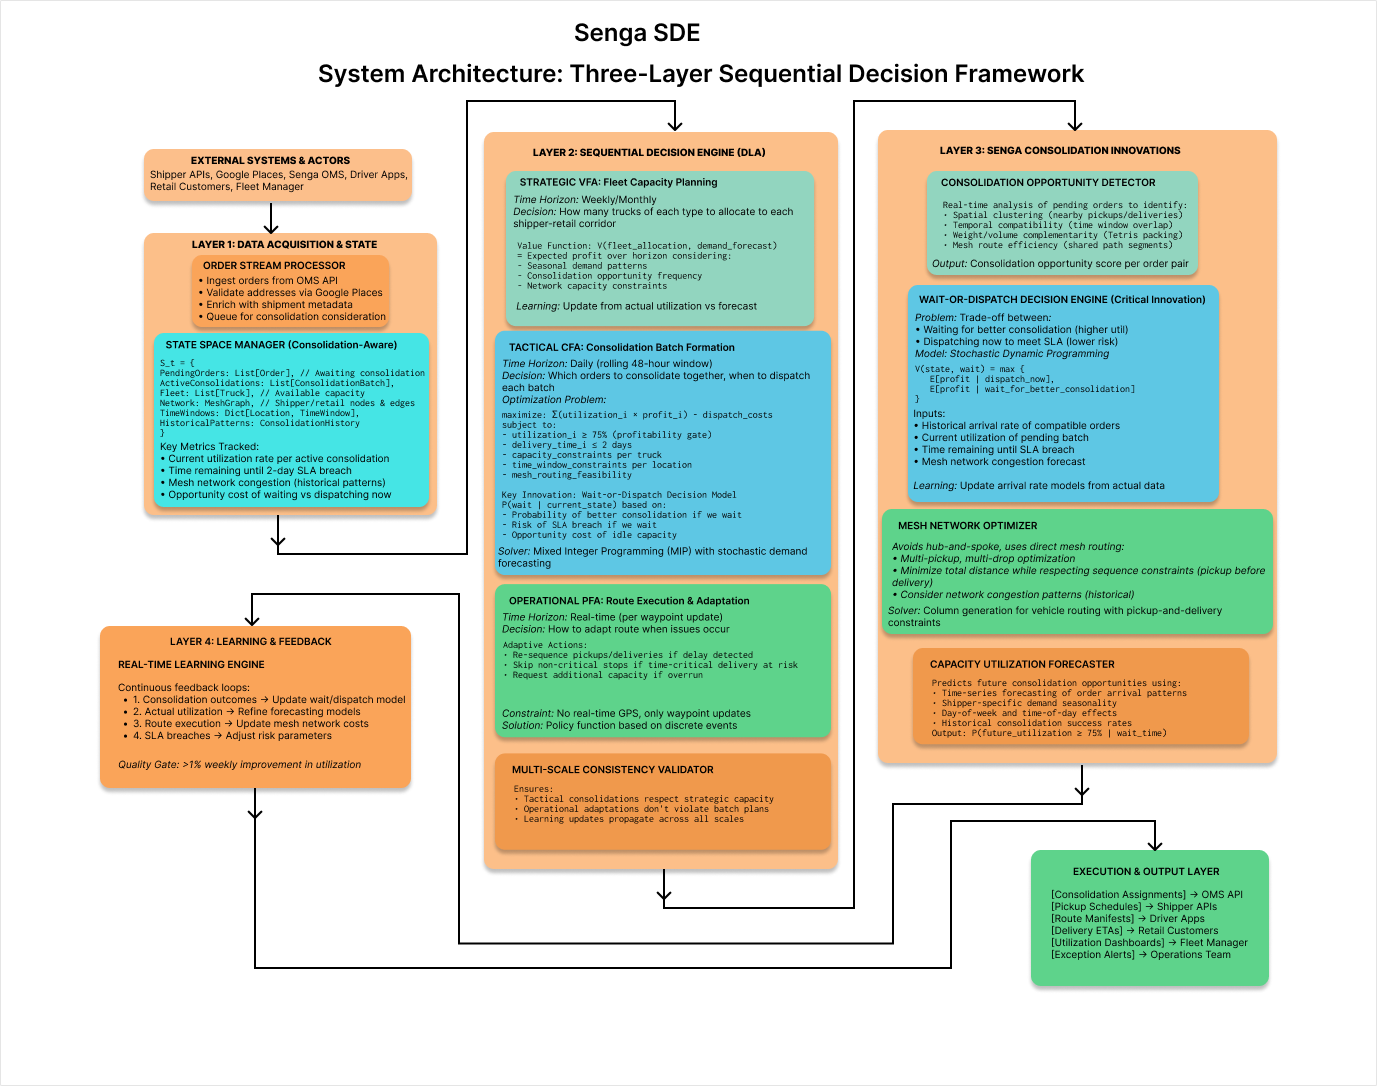 Senga SDE
System Architecture: Three-Layer Sequential Decision Framework
EXTERNAL SYSTEMS & ACTORS
Shipper APIs, Google Places, Senga OMS, Driver Apps,
Retail Customers, Fleet Manager
LAYER 1: DATA ACQUISITION & STATE
ORDER STREAM PROCESSOR
• Ingest orders from OMS API
• Validate addresses via Google Places
• Enrich with shipment metadata
• Queue for consolidation consideration
STATE SPACE MANAGER (Consolidation-Aware)
S_t = {
PendingOrders: List[Order], // Awaiting consolidation
ActiveConsolidations: List[ConsolidationBatch],
Fleet: List[Truck], // Available capacity
Network: MeshGraph, // Shipper/retail nodes & edges
TimeWindows: Dict[Location, TimeWindow],
HistoricalPatterns: ConsolidationHistory
}
Key Metrics Tracked:
• Current utilization rate per active consolidation
• Time remaining until 2-day SLA breach
• Mesh network congestion (historical patterns)
• Opportunity cost of waiting vs dispatching now
LAYER 2: SEQUENTIAL DECISION ENGINE (DLA)
STRATEGIC VFA: Fleet Capacity Planning
Time Horizon: Weekly/Monthly
Decision: How many trucks of each type to allocate to each
shipper-retail corridor
Value Function: V(fleet_allocation, demand_forecast)
= Expected profit over horizon considering:
- Seasonal demand patterns
- Consolidation opportunity frequency
- Network capacity constraints
Learning: Update from actual utilization vs forecast
TACTICAL CFA: Consolidation Batch Formation
Time Horizon: Daily (rolling 48-hour window)
Decision: Which orders to consolidate together, when to dispatch
each batch
Optimization Problem:
maximize: Σ(utilization_i × profit_i) - dispatch_costs
subject to:
- utilization_i ≥ 75% (profitability gate)
- delivery_time_i ≤ 2 days
- capacity_constraints per truck
- time_window_constraints per location
- mesh_routing_feasibility
Key Innovation: Wait-or-Dispatch Decision Model
P(wait | current_state) based on:
- Probability of better consolidation if we wait
- Risk of SLA breach if we wait
- Opportunity cost of idle capacity
Solver: Mixed Integer Programming (MIP) with stochastic demand
forecasting
OPERATIONAL PFA: Route Execution & Adaptation
Time Horizon: Real-time (per waypoint update)
Decision: How to adapt route when issues occur
Adaptive Actions:
• Re-sequence pickups/deliveries if delay detected
• Skip non-critical stops if time-critical delivery at risk
• Request additional capacity if overrun
Constraint: No real-time GPS, only waypoint updates
Solution: Policy function based on discrete events
MULTI-SCALE CONSISTENCY VALIDATOR
Ensures:
• Tactical consolidations respect strategic capacity
• Operational adaptations don't violate batch plans
• Learning updates propagate across all scales
LAYER 3: SENGA CONSOLIDATION INNOVATIONS
CONSOLIDATION OPPORTUNITY DETECTOR
Real-time analysis of pending orders to identify:
• Spatial clustering (nearby pickups/deliveries)
• Temporal compatibility (time window overlap)
• Weight/volume complementarity (Tetris packing)
• Mesh route efficiency (shared path segments)
Output: Consolidation opportunity score per order pair
WAIT-OR-DISPATCH DECISION ENGINE (Critical Innovation)
Problem: Trade-off between:
• Waiting for better consolidation (higher util)
• Dispatching now to meet SLA (lower risk)
Model: Stochastic Dynamic Programming
V(state, wait) = max {
E[profit | dispatch_now],
E[profit | wait_for_better_consolidation]
}
Inputs:
• Historical arrival rate of compatible orders
• Current utilization of pending batch
• Time remaining until SLA breach
• Mesh network congestion forecast
Learning: Update arrival rate models from actual data
MESH NETWORK OPTIMIZER
Avoids hub-and-spoke, uses direct mesh routing:
• Multi-pickup, multi-drop optimization
• Minimize total distance while respecting sequence constraints (pickup before
delivery)
• Consider network congestion patterns (historical)
Solver: Column generation for vehicle routing with pickup-and-delivery
constraints
CAPACITY UTILIZATION FORECASTER
Predicts future consolidation opportunities using:
• Time-series forecasting of order arrival patterns
• Shipper-specific demand seasonality
• Day-of-week and time-of-day effects
• Historical consolidation success rates
Output: P(future_utilization ≥ 75% | wait_time)
LAYER 4: LEARNING & FEEDBACK
REAL-TIME LEARNING ENGINE
Continuous feedback loops:
• 1. Consolidation outcomes → Update wait/dispatch model
• 2. Actual utilization → Refine forecasting models
• 3. Route execution → Update mesh network costs
• 4. SLA breaches → Adjust risk parameters
Quality Gate: >1% weekly improvement in utilization
EXECUTION & OUTPUT LAYER
[Consolidation Assignments] → OMS API
[Pickup Schedules] → Shipper APIs
[Route Manifests] → Driver Apps
[Delivery ETAs] → Retail Customers
[Utilization Dashboards] → Fleet Manager
[Exception Alerts] → Operations Team